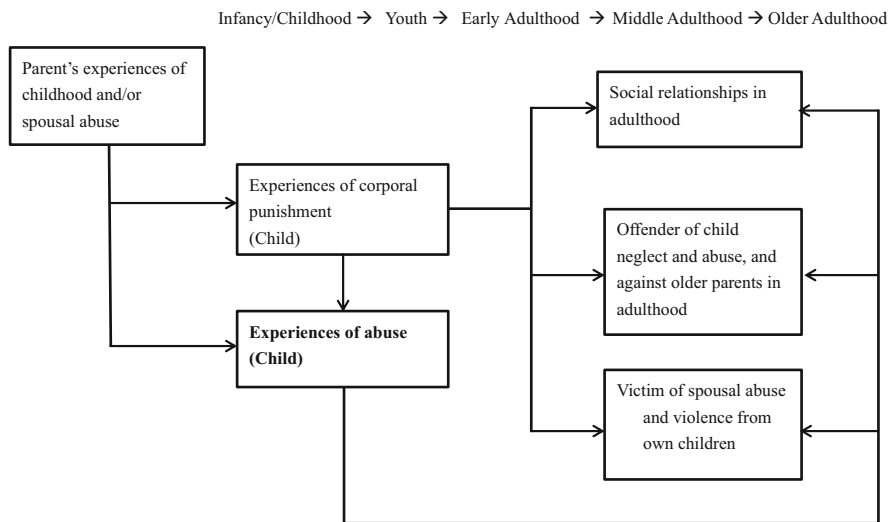 Infancy/Childhood → Youth → Early Adulthood → Middle Adulthood → Older Adulthood
Parent’s experiences of
childhood and/or
spousal abuse
Experiences of corporal
punishment
(Child)
Experiences of abuse
(Child)
Social relationships in
adulthood
Offender of child
neglect and abuse, and
against older parents in
adulthood
Victim of spousal abuse
and violence from
own children